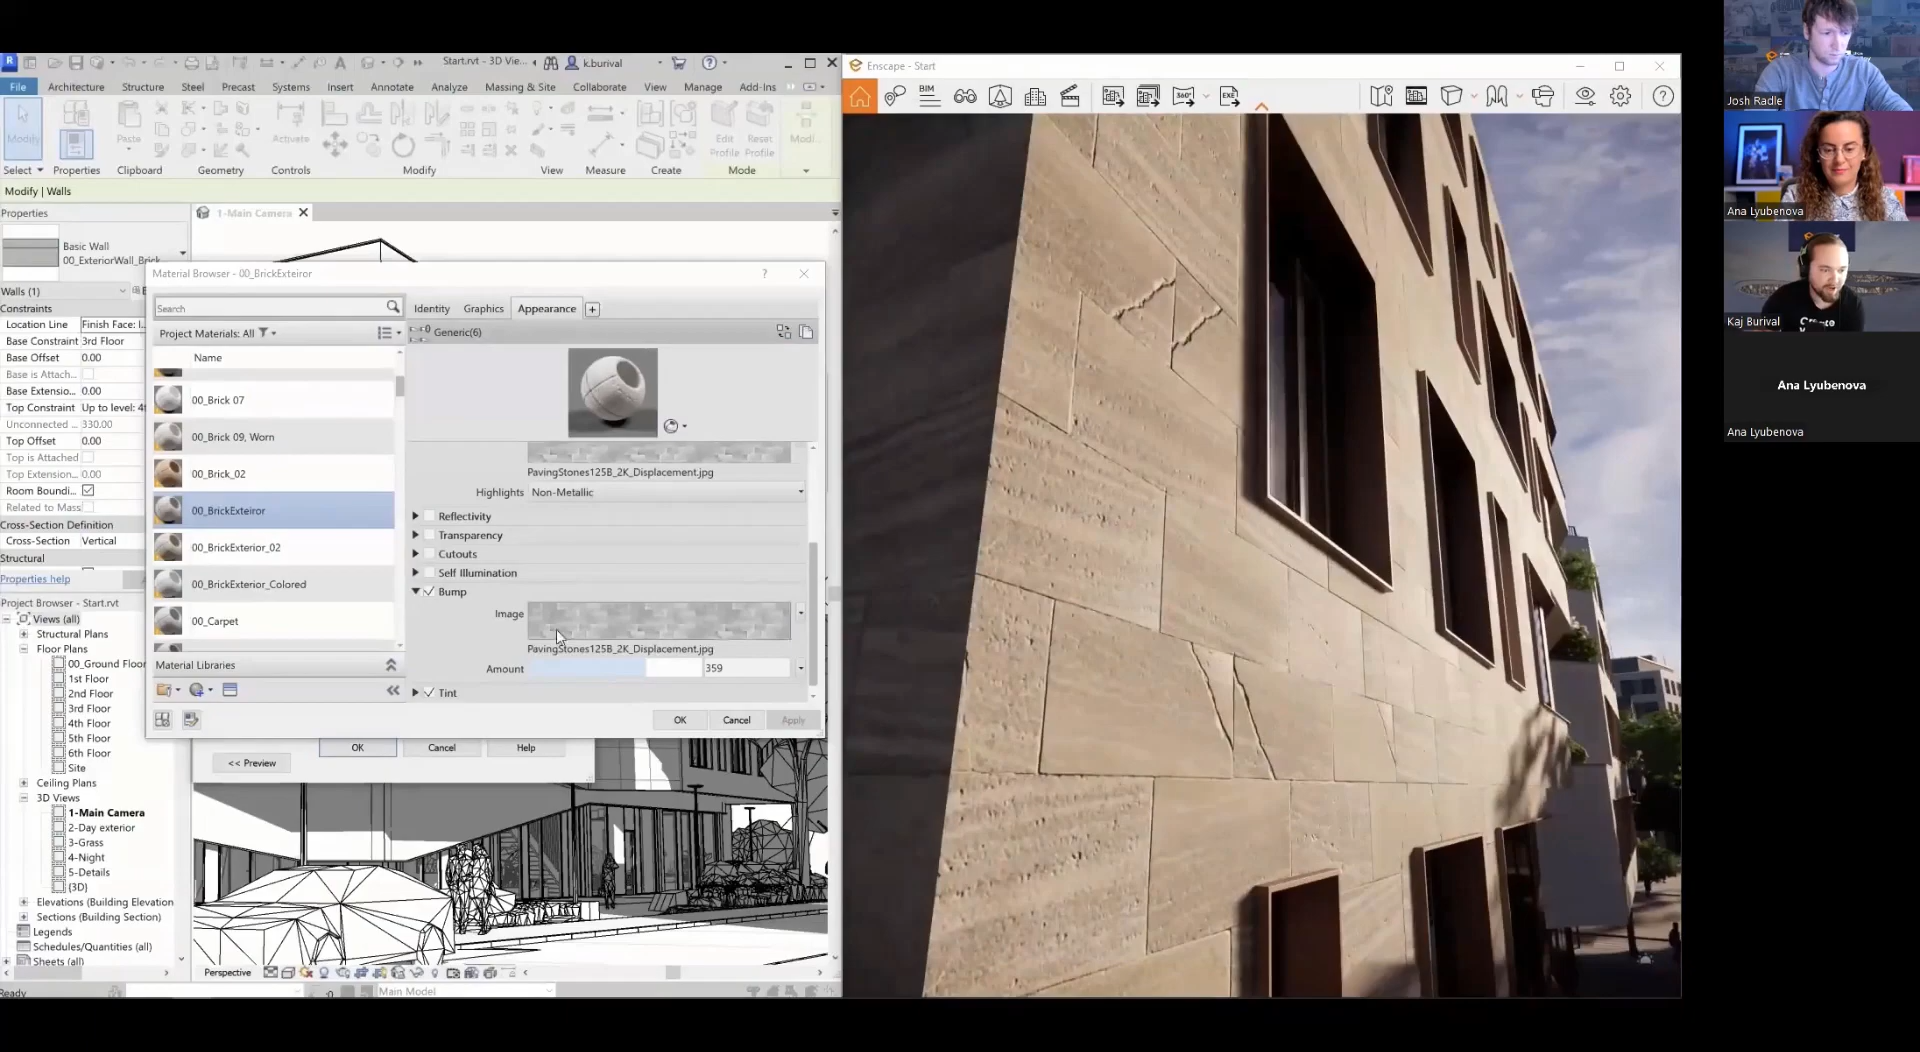 Start.rvt - 3D Vie...
k.burival
File
Architecture
Structure
Steel
Precast
Systems
Insert
Annotate
Analyze
Massing & Site
Collaborate
View
Manage
Add-Ins
Modify
Paste
Activate
Edit
Profile
Reset
Profile
Modi...
Select
Properties
Clipboard
Geometry
Controls
Modify
View
Measure
Create
Mode
Modify | Walls
Properties
1-Main Camera
Basic Wall
00_ExteriorWall_Brick
Walls (1)
Constraints
Location Line
Finish Face: I...
Base Constraint
3rd Floor
Base Offset
0.00
Base is Attach...
Base Extensio...
0.00
Top Constraint
Up to level: 4t
Unconnected ...
330.00
Top Offset
0.00
Top is Attached
Top Extension...
0.00
Room Boundi...
Related to Mass
Cross-Section Definition
Cross-Section
Vertical
Structural
Properties help
Project Browser - Start.rvt
Views (all)
Structural Plans
Floor Plans
00_Ground Floor
1st Floor
2nd Floor
3rd Floor
4th Floor
5th Floor
6th Floor
Site
Ceiling Plans
3D Views
1-Main Camera
2-Day exterior
3-Grass
4-Night
5-Details
{3D}
Elevations (Building Elevation
Sections (Building Section)
Legends
Schedules/Quantities (all)
Sheets (all)
Ready
Material Browser - 00_BrickExteiror
?
Search
Project Materials: All
Name
00_Brick 07
00_Brick 09, Worn
00_Brick_02
00_BrickExteiror
00_BrickExterior_02
00_BrickExterior_Colored
00_Carpet
Material Libraries
Identity
Graphics
Appearance
0
Generic(6)
PavingStones125B_2K_Displacement.jpg
Highlights
Non-Metallic
Reflectivity
Transparency
Cutouts
Self Illumination
Bump
Image
PavingStones125B_2K_Displacement.jpg
Amount
359
Tint
OK
Cancel
Apply
OK
Cancel
Help
<< Preview
Perspective
:0
Main Model
Enscape - Start
BIM
360°
EXE
Josh Radle
Ana Lyubenova
Kaj Burival
Ana Lyubenova
Ana Lyubenova